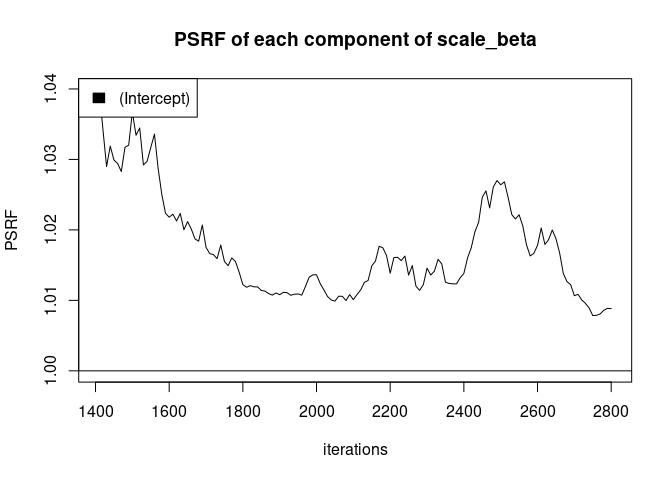 PSRF of each component of scale_beta
1.04
1.03
1.02
1.01
1.00
PSRF
(Intercept)
1400 1600 1800 2000 2200 2400 2600 2800
iterations